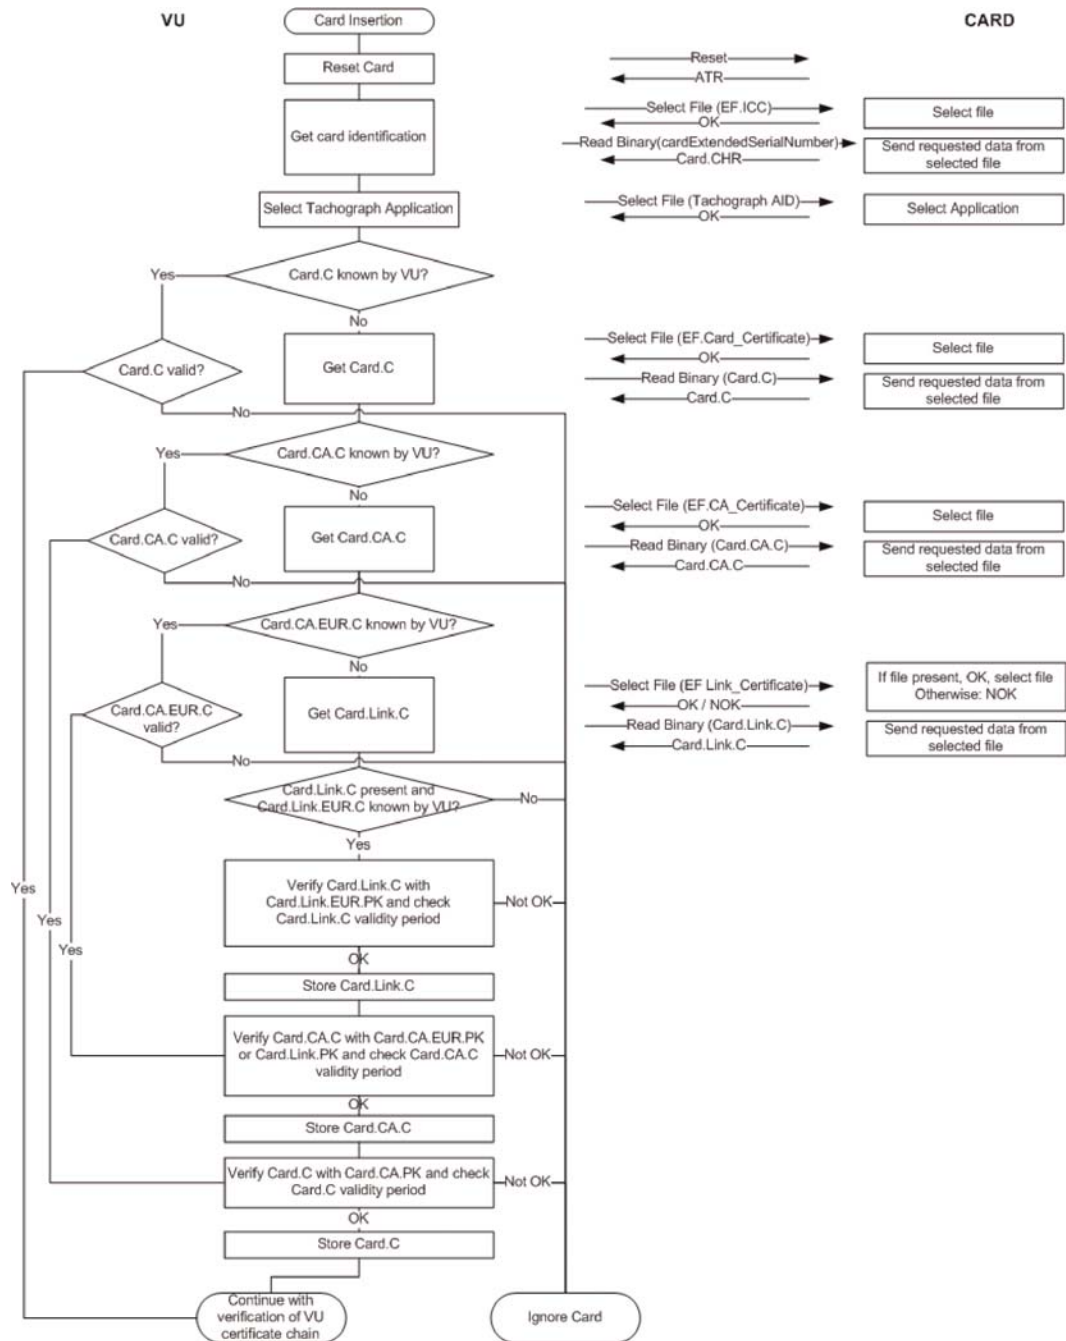 VU
Card Insertion
CARD
Reset Card
Reset
ATR
Get card identification
Select File (EF.ICC)
OK
Select file
Read Binary(cardExtendedSerialNumber)
Card.CHR
Send requested data from
selected file
Select Tachograph Application
Select File (Tachograph AID)
OK
Select Application
Yes
Card.C known by VU?
No
Card.C valid?
Get Card.C
Select File (EF.Card_Certificate)
OK
Select file
Read Binary (Card.C)
Card.C
Send requested data from
selected file
No
Yes
Card.CA.C known by VU?
No
Card.CA.C valid?
Get Card.CA.C
Select File (EF.CA_Certificate)
OK
Select file
Read Binary (Card.CA.C)
Card.CA.C
Send requested data from
selected file
No
Yes
Card.CA.EUR.C known by VU?
No
Card.CA.EUR.C
valid?
Get Card.Link.C
Select File (EF Link_Certificate)
OK / NOK
If file present, OK, select file
Otherwise: NOK
Read Binary (Card.Link.C)
Card.Link.C
Send requested data from
selected file
No
Card.Link.C present and
Card.Link.EUR.C known by VU?
No
Yes
Yes
Yes
Yes
Verify Card.Link.C with
Card.Link.EUR.PK and check
Card.Link.C validity period
Not OK
OK
Store Card.Link.C
Verify Card.CA.C with Card.CA.EUR.PK
or Card.Link.PK and check Card.CA.C
validity period
Not OK
OK
Store Card.CA.C
Verify Card.C with Card.CA.PK and check
Card.C validity period
Not OK
OK
Store Card.C
Continue with
verification of VU
certificate chain
Ignore Card